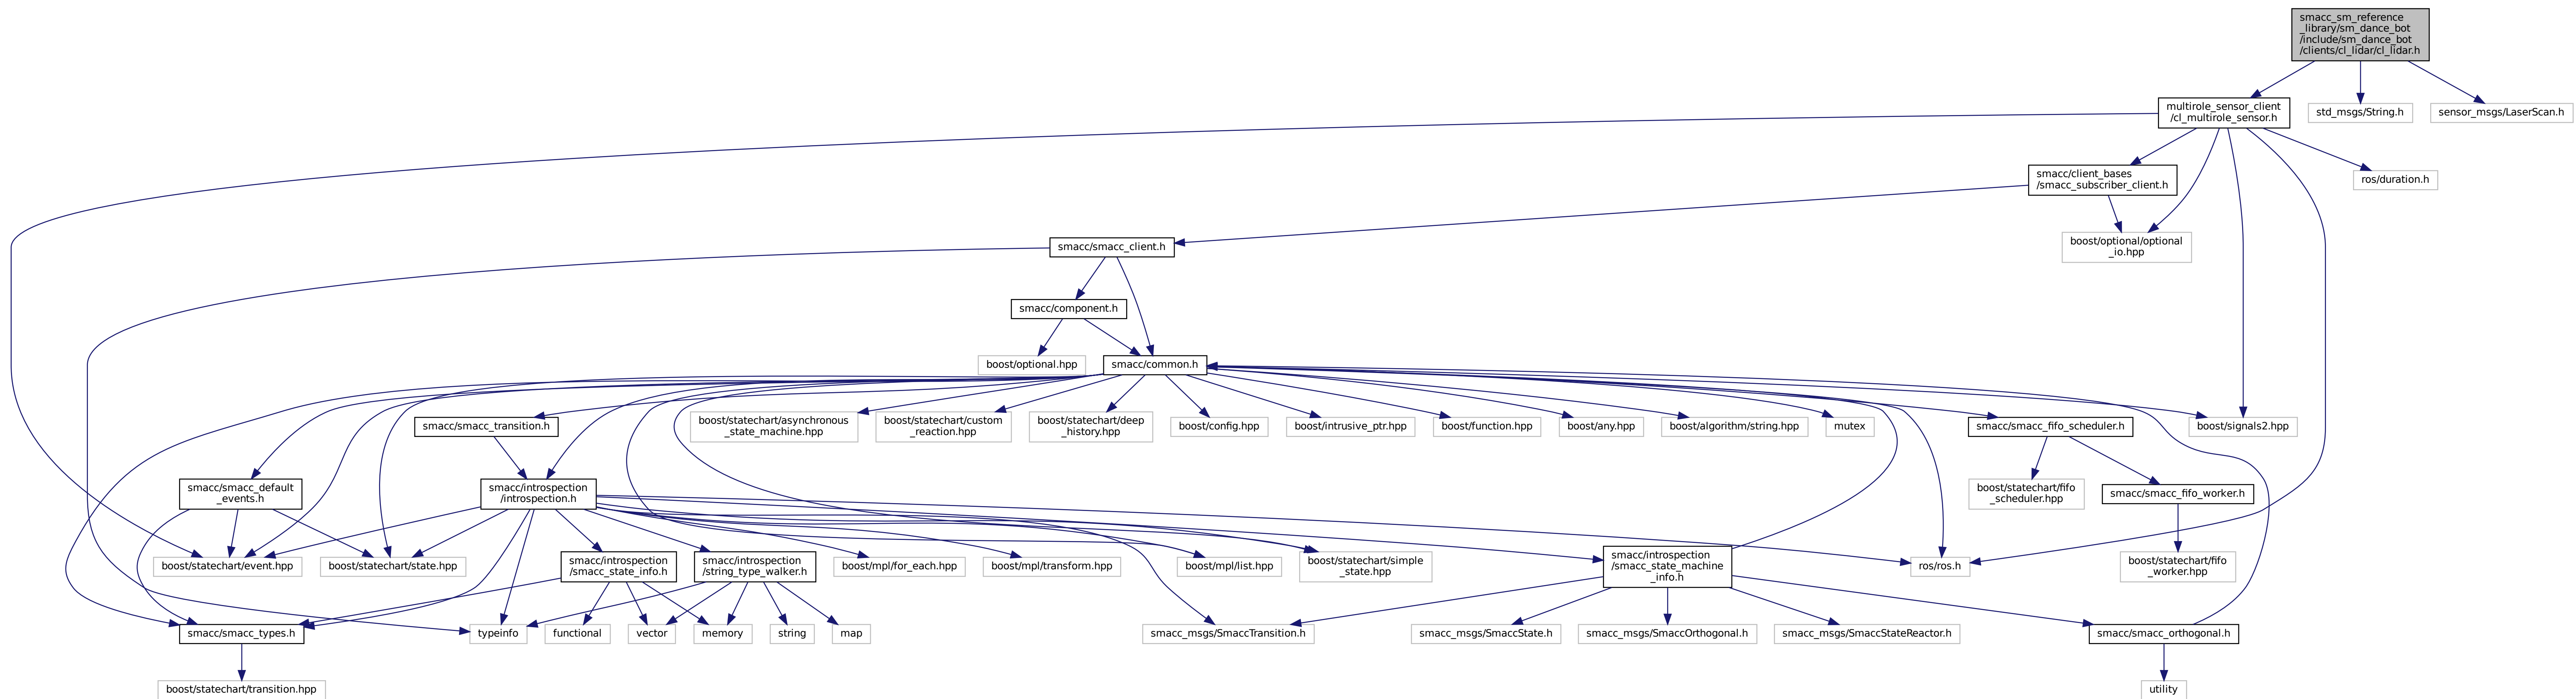 smacc_sm_reference
_library/sm_dance_bot
/include/sm_dance_bot
/clients/cl_lidar/cl_lidar.h
multirole_sensor_client
/cl_multirole_sensor.h
std_msgs/String.h
sensor_msgs/LaserScan.h
smacc/client_bases
/smacc_subscriber_client.h
ros/duration.h
smacc/smacc_client.h
boost/optional/optional
_io.hpp
smacc/component.h
boost/optional.hpp
smacc/common.h
smacc/smacc_transition.h
boost/statechart/asynchronous
_state_machine.hpp
boost/statechart/custom
_reaction.hpp
boost/statechart/deep
_history.hpp
boost/config.hpp
boost/intrusive_ptr.hpp
boost/function.hpp
boost/any.hpp
boost/algorithm/string.hpp
mutex
smacc/smacc_fifo_scheduler.h
boost/signals2.hpp
smacc/smacc_default
_events.h
smacc/introspection
/introspection.h
boost/statechart/fifo
_scheduler.hpp
smacc/smacc_fifo_worker.h
boost/statechart/event.hpp
boost/statechart/state.hpp
smacc/introspection
/smacc_state_info.h
smacc/introspection
/string_type_walker.h
boost/mpl/for_each.hpp
boost/mpl/transform.hpp
boost/mpl/list.hpp
boost/statechart/simple
_state.hpp
smacc/introspection
/smacc_state_machine
_info.h
ros/ros.h
boost/statechart/fifo
_worker.hpp
smacc/smacc_types.h
typeinfo
functional
vector
memory
string
map
smacc_msgs/SmaccTransition.h
smacc_msgs/SmaccState.h
smacc_msgs/SmaccOrthogonal.h
smacc_msgs/SmaccStateReactor.h
smacc/smacc_orthogonal.h
boost/statechart/transition.hpp
utility